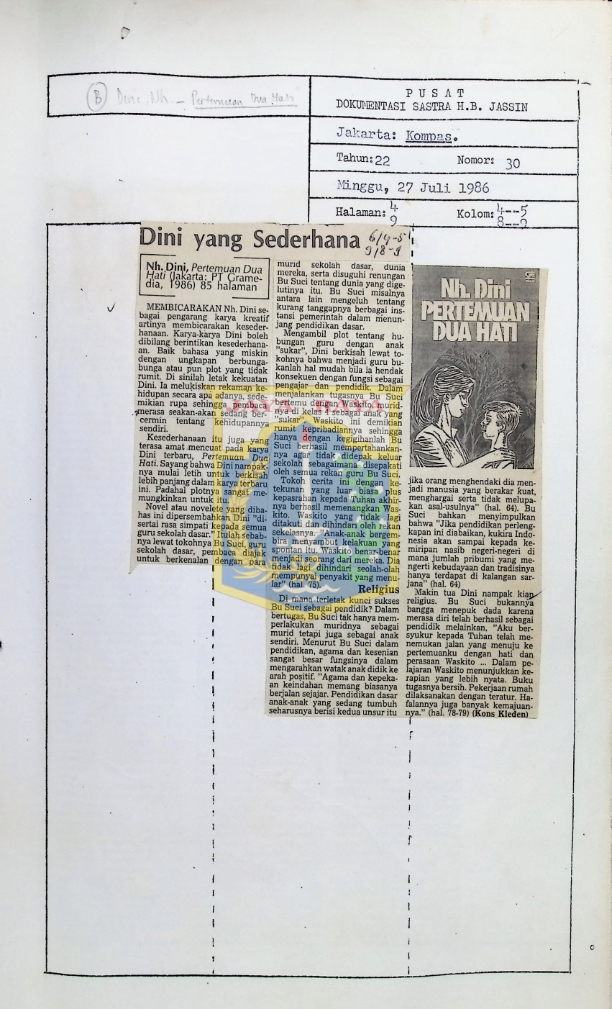 B Dini, Nh. - Pertemuan Dua Hati
P U S A T
DOKUMENTASI SASTRA H.B. JASSIN
Jakarta: Kompas.
Tahun: 22 Nomor: 30
Minggu, 27 Juli 1986
Halaman: 4 Kolom: 4--5
9 8--9
Dini yang Sederhana
Nh. Dini, Pertemuan Dua
Hati (Jakarta: PT Grame-
dia, 1986) 85 halaman
MEMBICARAKAN Nh. Dini se-
bagai pengarang karya kreatif
artinya membicarakan keseder-
hanaan. Karya-karya Dini boleh
dibilang berintikan kesederhana-
an. Baik bahasa yang miskin
dengan ungkapan berbunga-
bunga atau pun plot yang tidak
rumit. Di sinilah letak kekuatan
Dini. Ia melukiskan rekaman ke-
hidupan secara apa adanya, sede-
mikian rupa sehingga
merasa seakan-akan sedang ber-
cermin tentang kehidupannya
sendiri.
Kesederhanaan itu juga yang
terasa amat mencuat pada karya
Dini terbaru, Pertemuan Dua
Hati. Sayang bahwa Dini nampak-
nya mulai letih untuk berkisah
lebih panjang dalam karya terbaru
ini. Padahal plotnya sangat me-
mungkinkan untuk itu.
Novel atau novelete yang diba-
has ini dipersembahkan Dini "di-
sertai rasa simpati kepada semua
guru sekolah dasar." Itulah sebab-
nya lewat tokohnya Bu Suci, guru
sekolah dasar, pembaca diajak
untuk berkenalan dengan para
murid sekolah dasar, dunia
mereka, serta disuguhi renungan
Bu Suci tentang dunia yang dige-
lutinya itu. Bu Suci misalnya
antara lain mengeluh tentang
kurang tanggapnya berbagai ins-
tansi pemerintah dalam menun-
jang pendidikan dasar.
Mengambil plot tentang hu-
bungan guru dengan anak
"sukar", Dini berkisah lewat to-
kohnya bahwa menjadi guru bu-
kanlah hal mudah bila ia hendak
konsekuen dengan fungsi sebagai
pengajar dan pendidik. Dalam
menjalankan tugasnya Bu Suci
bertemu dengan Waskito, murid-
nya di kelas sebagai anak yang
"sukar". Waskito ini demikian
rumit kepribadiannya sehingga
hanya dengan kegigihanlah Bu
Suci berhasil mempertahankan-
nya agar tidak didepak keluar
sekolah sebagaimana disepakati
oleh semua rekan guru Bu Suci.
Tokoh cerita ini dengan
ketekunan yang luar biasa plus
kepasrahan kepada Tuhan akhir-
nya berhasil memenangkan Was-
kito. Waskito yang tidak lagi
ditakuti dan dihindari oleh rekan
sekelasnya. "Anak-anak gem-
bira menyambut kelakuan yang
spontan itu. Waskito telah
menjadi seorang dari mereka. Dia
tidak lagi dihindari seolah-olah
mempunyai penyakit yang menu-
lar" (hal. 75).
Religius
Di mana terletak kunci sukses
Bu Suci sebagai pendidik? Dalam
bertugas, Bu Suci tak hanya mem-
perlakukan muridnya sebagai
murid tetapi juga sebagai anak
sendiri. Menurut Bu Suci dalam
pendidikan, agama dan kesenian
sangat besar fungsinya dalam
mengarahkan watak anak didik ke
arah positif. "Agama dan kepeka-
an keindahan memang biasanya
berjalan sejajar. Pendidikan dasar
anak-anak yang sedang tumbuh
seharusnya berisi kedua unsur itu
6/4-5
9/8-9
Nh. Dini
PERTEMUAN
DUA HATI
jika orang menghendaki dia men-
jadi manusia yang berakar kuat,
menghargai serta tidak melupa-
kan asal-usulnya" (hal. 64). Bu
Suci bahkan menyimpulkan
bahwa "Jika pendidikan perleng-
kapan ini diabaikan, kukira Indo-
nesia akan sampai kepada ke-
miripan nasib negeri-negeri di
mana jumlah pribumi yang me-
ngerti kebudayaan dan tradisinya
hanya terdapat di kalangan sar-
jana" (hal. 64)
Makin tua Dini nampak kian
religius. Bu Suci bukannya
bangga menepuk dada karena
merasa diri telah berhasil sebagai
pendidik melainkan, "Aku ber-
syukur kepada Tuhan telah me-
nemukan jalan yang menuju ke
pertemuanku dengan hati dan
perasaan Waskito ... Dalam pe-
lajaran Waskito menunjukkan ke-
rapian yang lebih nyata. Buku
tugasnya bersih. Pekerjaan rumah
dilaksanakan dengan teratur. Ha-
falannya juga banyak kemajuan-
nya." (hal. 78-79) (Kons Kleden)
JAYA RAYA